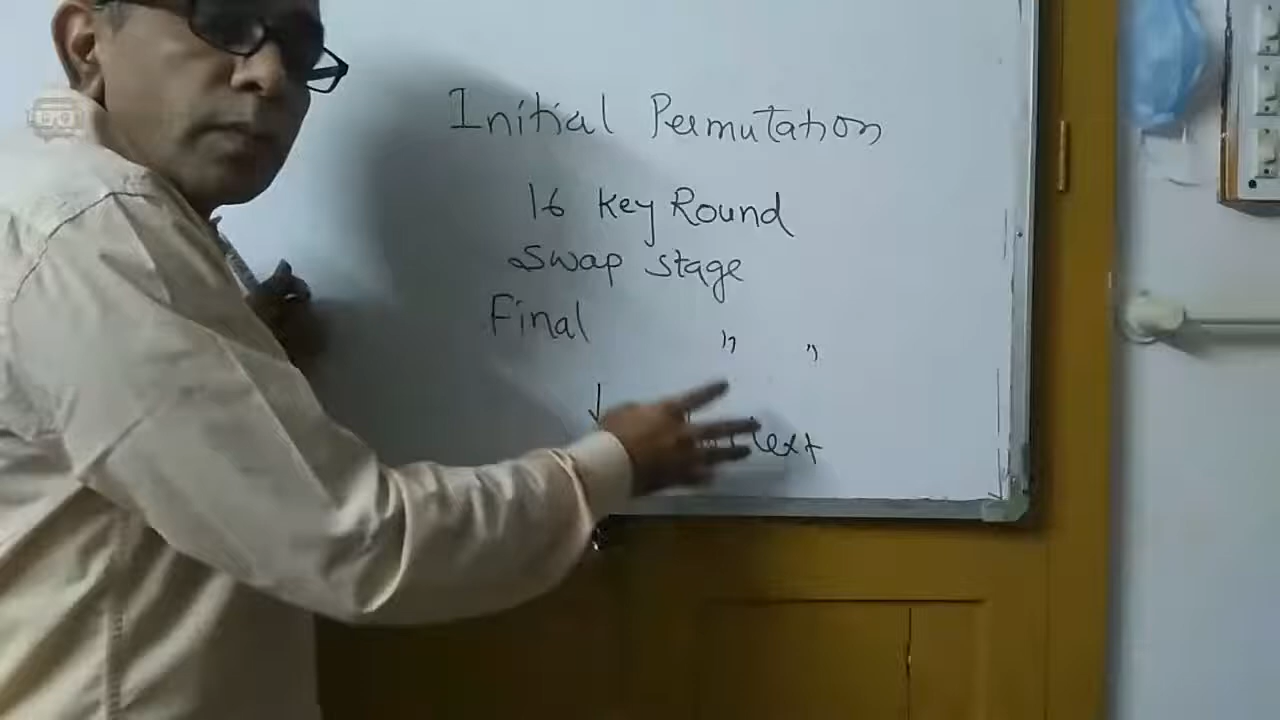 Initial Permutation
16 Key Round
Swap stage
Final " "